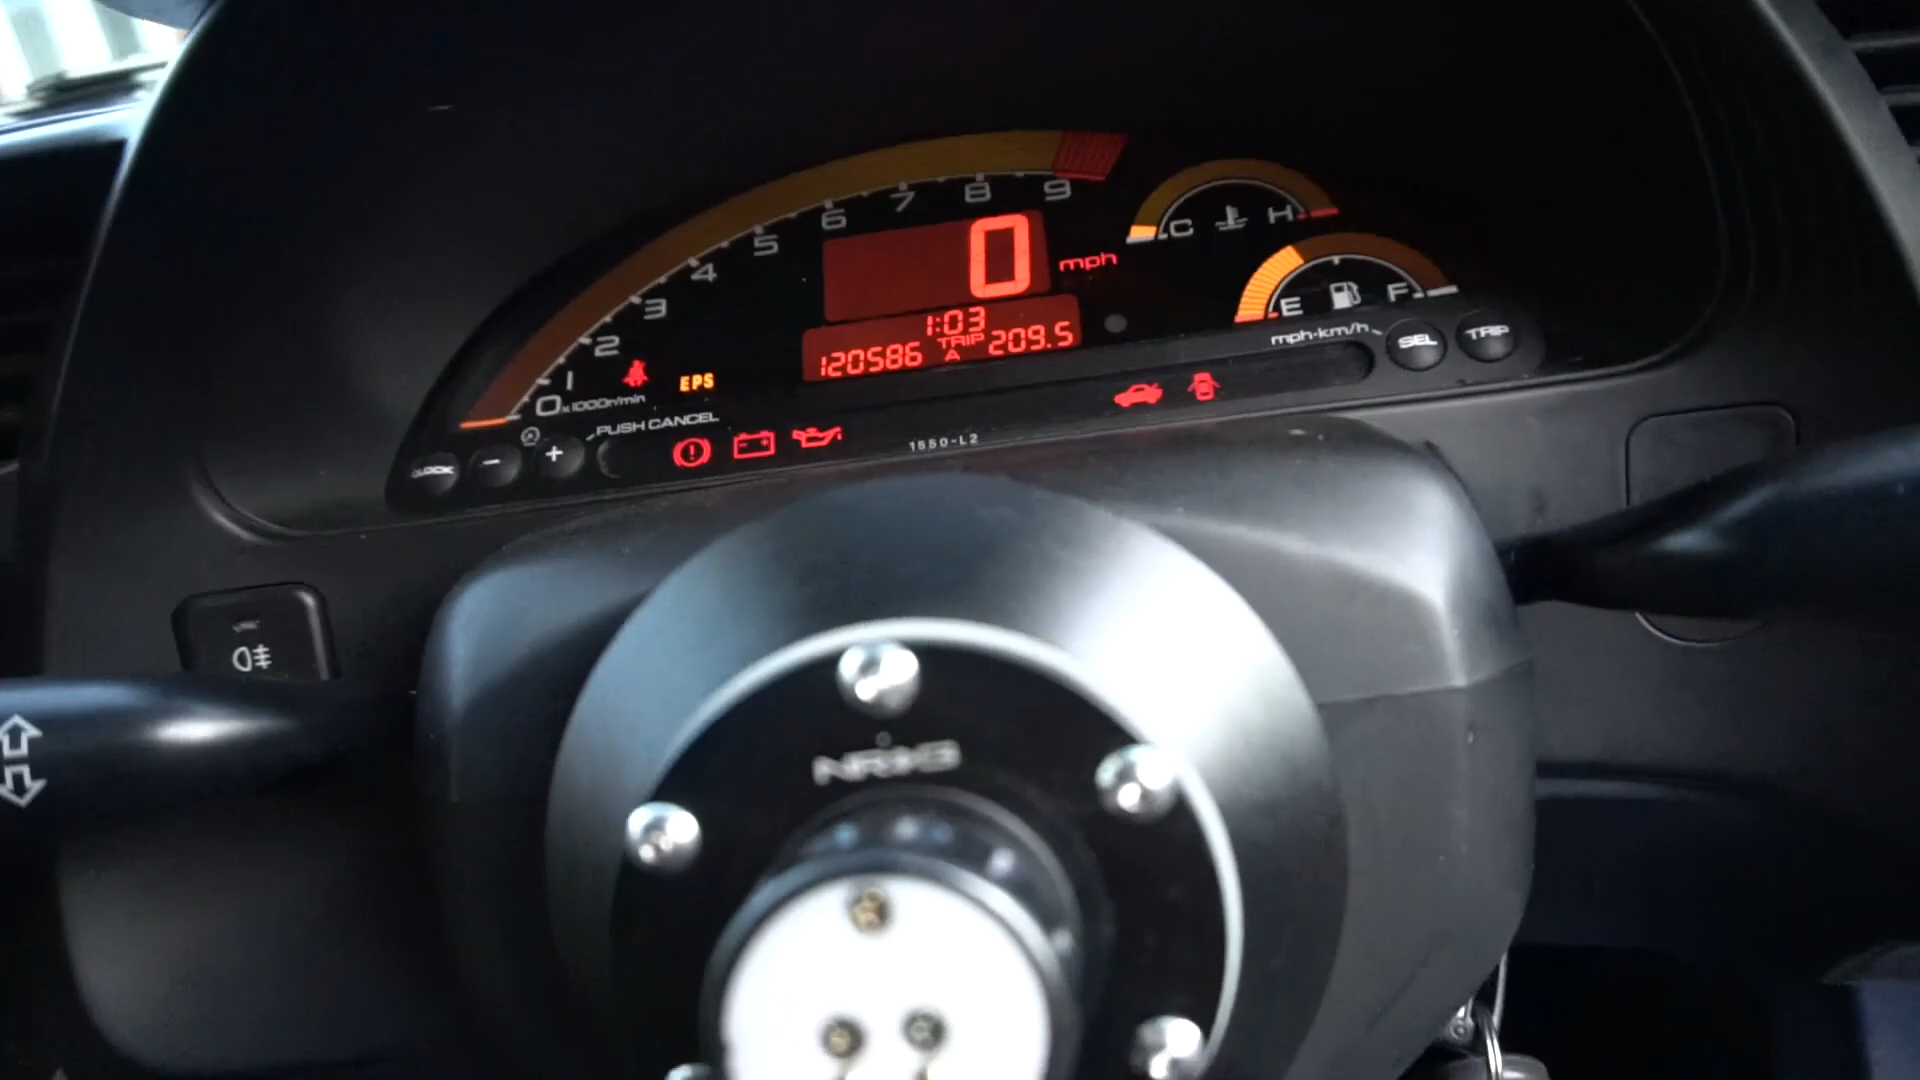 0 1 2 3 4 5 6 7 8 9
x1000r/min
0 mph
1:03
120586 TRIP A 209.5
C H
E F
mph·km/h
SEL TRIP
EPS
PUSH CANCEL
CLOCK - +
1550-L2
NRG